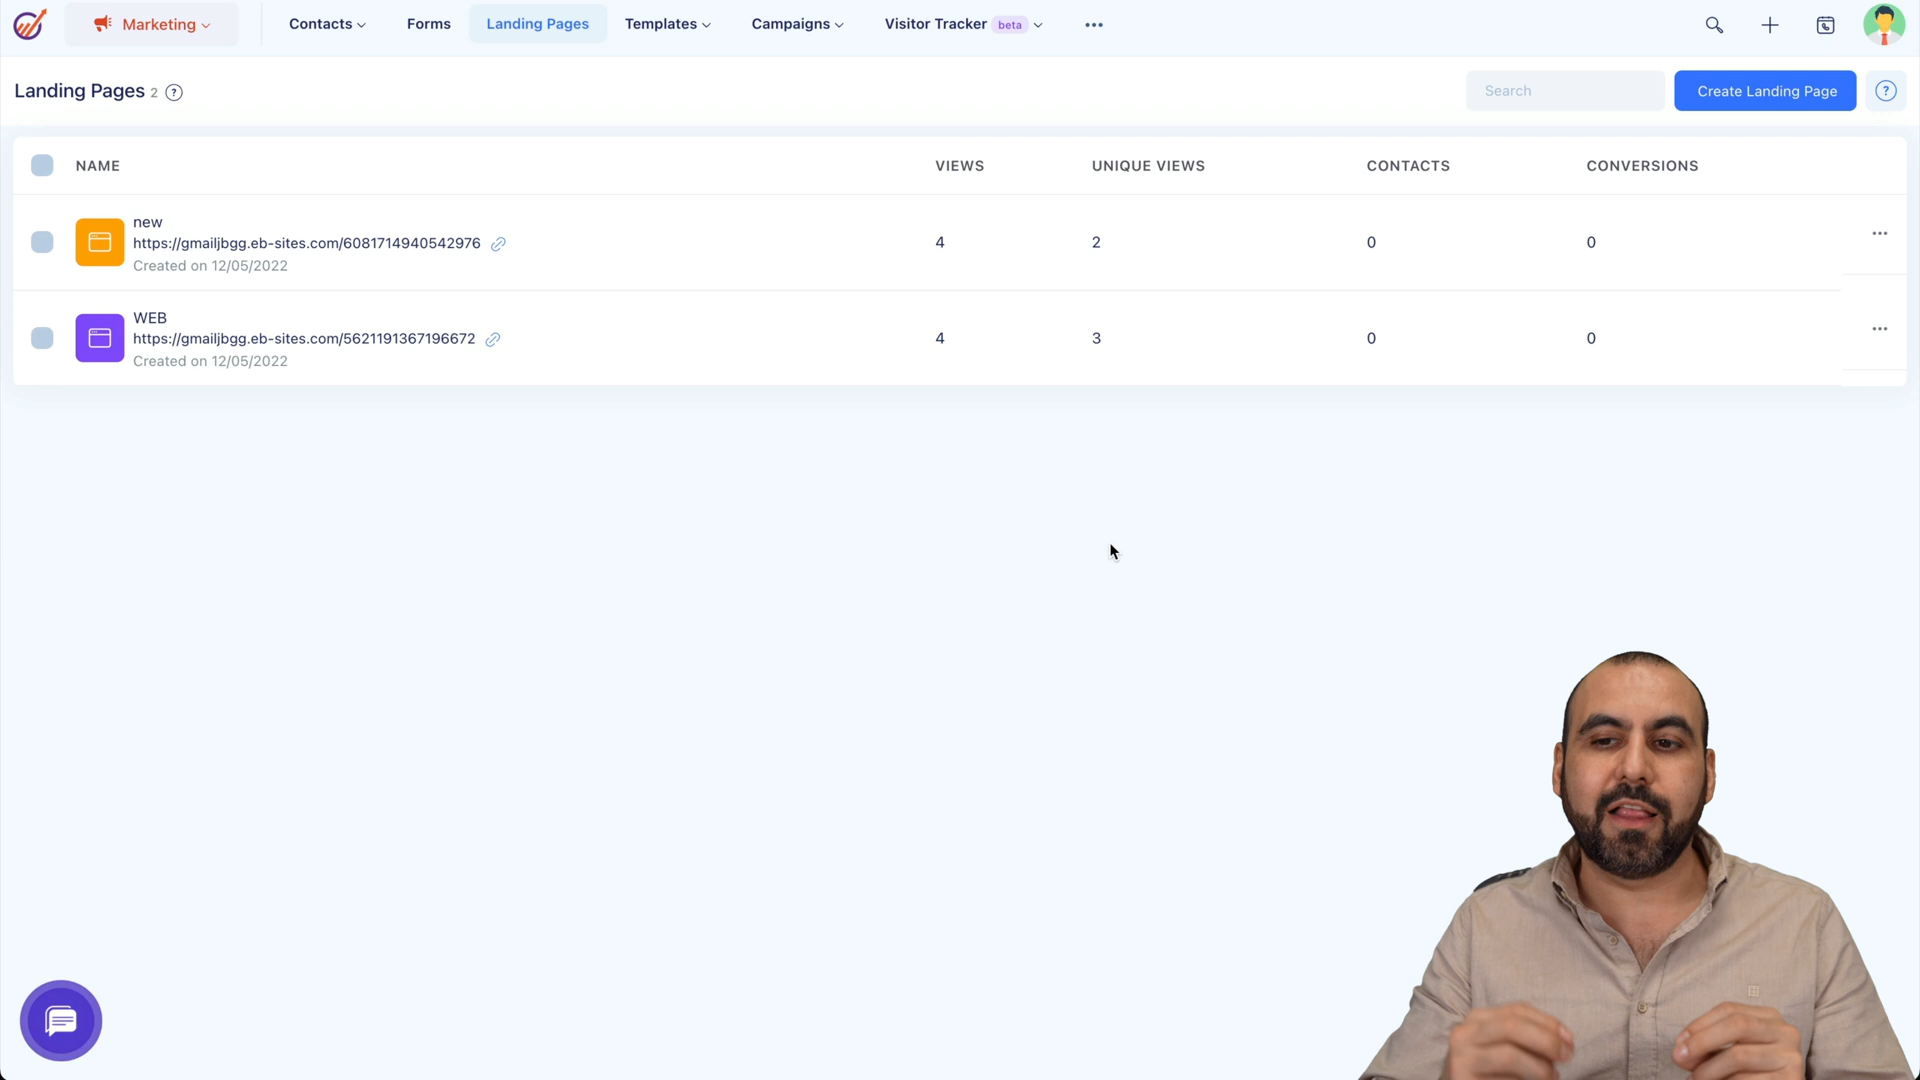 Marketing
Contacts
Forms
Landing Pages
Templates
Campaigns
Visitor Tracker beta
Landing Pages 2 ?
Search
Create Landing Page
?
NAME
VIEWS
UNIQUE VIEWS
CONTACTS
CONVERSIONS
new
https://gmailjbgg.eb-sites.com/6081714940542976
Created on 12/05/2022
4
2
0
0
WEB
https://gmailjbgg.eb-sites.com/5621191367196672
Created on 12/05/2022
4
3
0
0